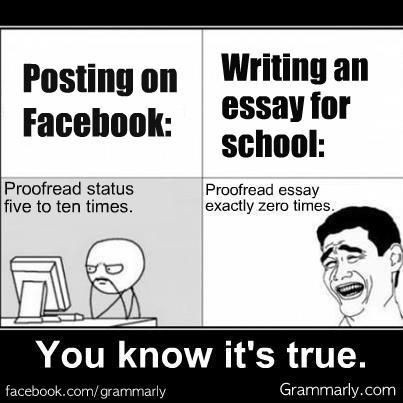 Posting on
Facebook:
Writing an
essay for
school:
Proofread status
five to ten times.
Proofread essay
exactly zero times.
You know it's true.
facebook.com/grammarly
Grammarly.com